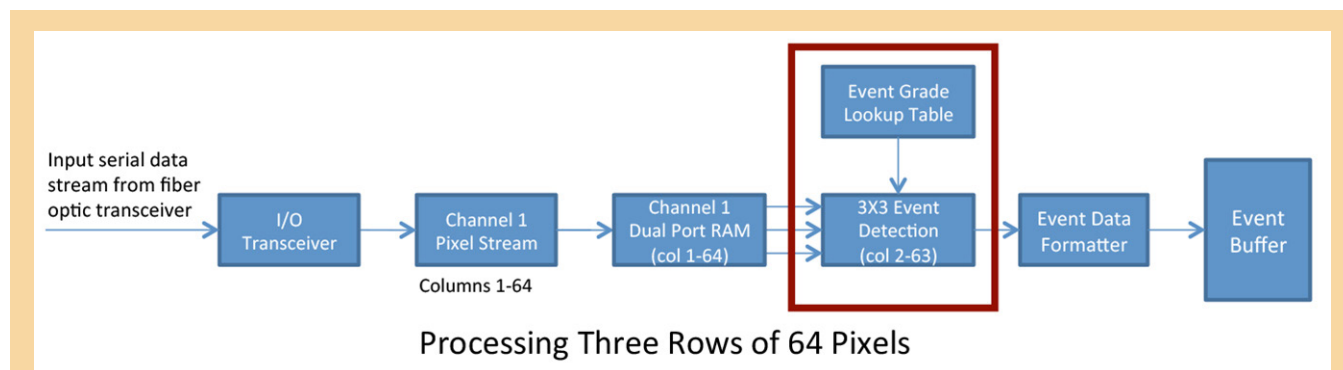 Input serial data
stream from fiber
optic transceiver
I/O
Transceiver
Channel 1
Pixel Stream
Columns 1-64
Channel 1
Dual Port RAM
(col 1-64)
Event Grade
Lookup Table
3X3 Event
Detection
(col 2-63)
Event Data
Formatter
Event
Buffer
Processing Three Rows of 64 Pixels